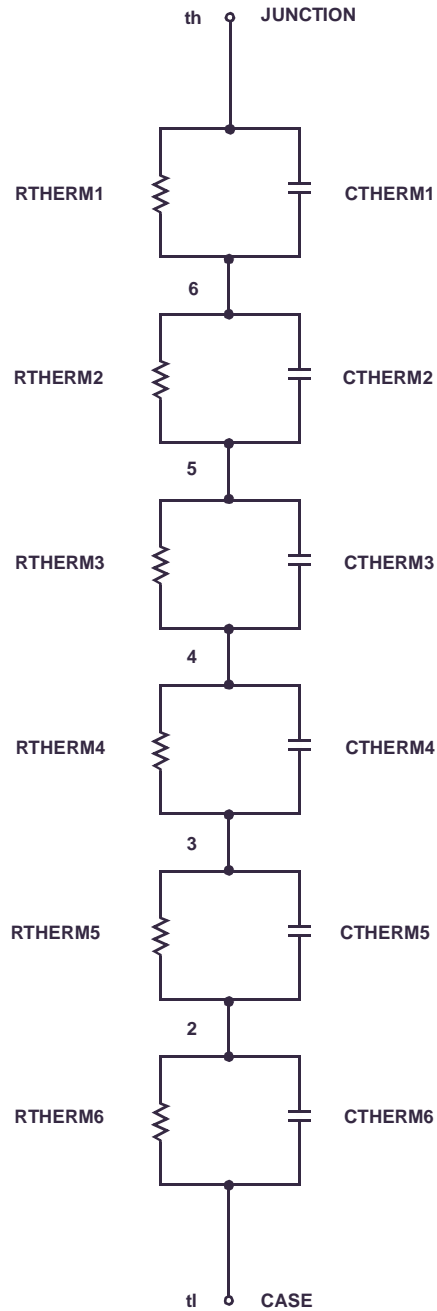 th JUNCTION
RTHERM1 CTHERM1
6
RTHERM2 CTHERM2
5
RTHERM3 CTHERM3
4
RTHERM4 CTHERM4
3
RTHERM5 CTHERM5
2
RTHERM6 CTHERM6
tl CASE